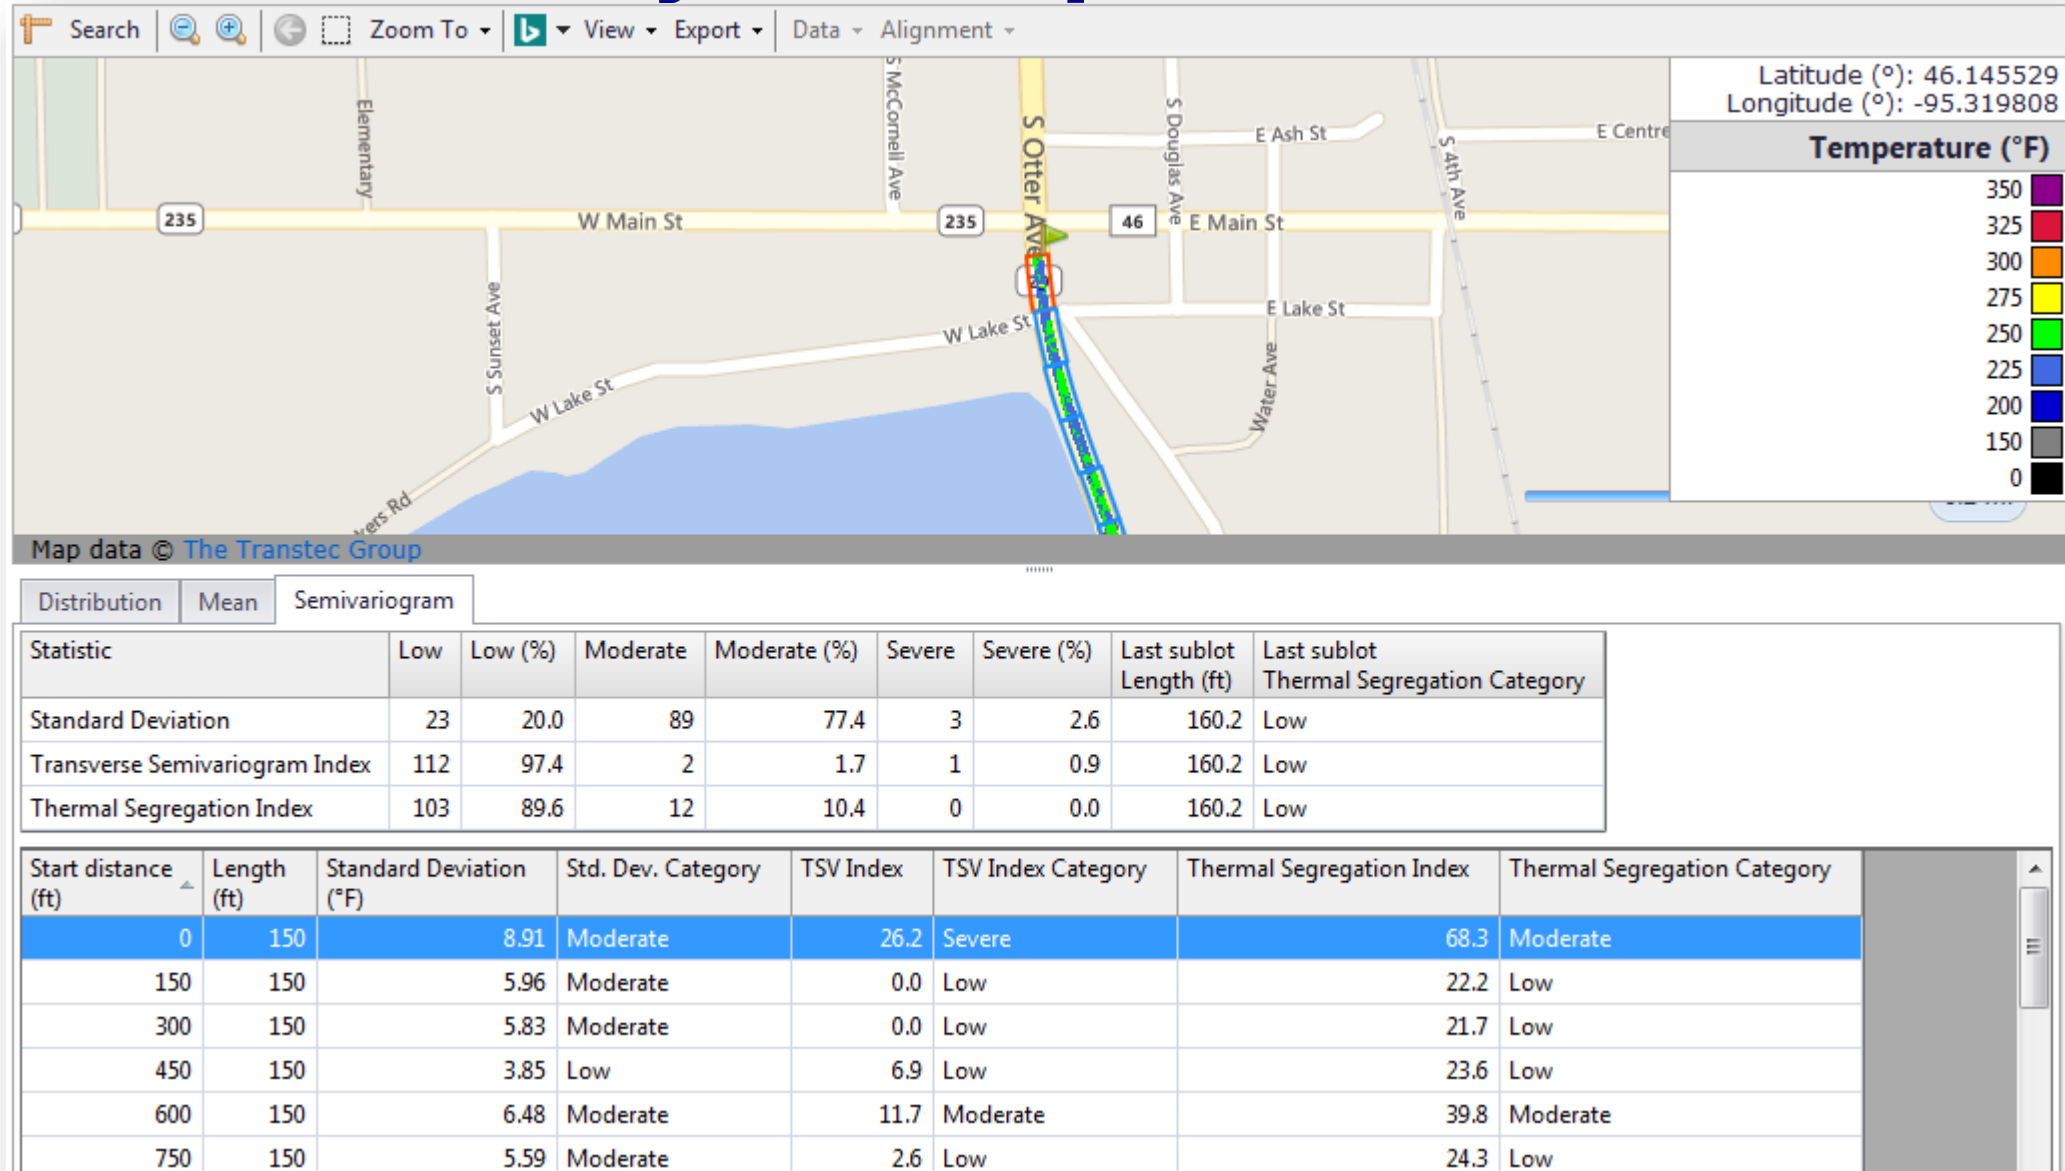 Search Zoom To View Export Data Alignment
Latitude (°): 46.145529
Longitude (°): -95.319808
Temperature (°F)
350
325
300
275
250
225
200
150
0
Elementary
S McCornell Ave
S Otter Ave
S Douglas Ave
E Ash St
S 4th Ave
E Centre
235
W Main St
235
46
E Main St
S Sunset Ave
W Lake St
E Lake St
W Lake St
Water Ave
kers Rd
Map data © The Transtec Group
Distribution Mean Semivariogram
Statistic Low Low (%) Moderate Moderate (%) Severe Severe (%) Last sublot Length (ft) Last sublot Thermal Segregation Category
Standard Deviation 23 20.0 89 77.4 3 2.6 160.2 Low
Transverse Semivariogram Index 112 97.4 2 1.7 1 0.9 160.2 Low
Thermal Segregation Index 103 89.6 12 10.4 0 0.0 160.2 Low
Start distance (ft) Length (ft) Standard Deviation (°F) Std. Dev. Category TSV Index TSV Index Category Thermal Segregation Index Thermal Segregation Category
0 150 8.91 Moderate 26.2 Severe 68.3 Moderate
150 150 5.96 Moderate 0.0 Low 22.2 Low
300 150 5.83 Moderate 0.0 Low 21.7 Low
450 150 3.85 Low 6.9 Low 23.6 Low
600 150 6.48 Moderate 11.7 Moderate 39.8 Moderate
750 150 5.59 Moderate 2.6 Low 24.3 Low